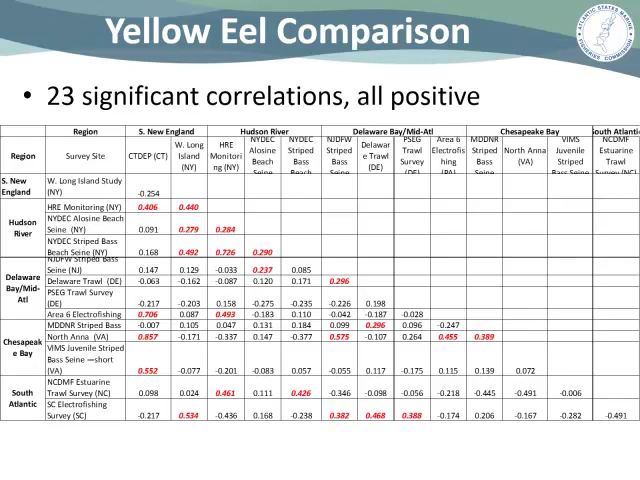 Yellow Eel Comparison
ATLANTIC STATES MARINE
FISHERIES COMMISSION
• 23 significant correlations, all positive
Region S. New England Hudson River Delaware Bay/Mid-Atl Chesapeake Bay South Atlantic
Region Survey Site CTDEP (CT) W. Long Island (NY) HRE Monitori ng (NY) NYDEC Alosine Beach Seine NYDEC Striped Bass Beach NJDFW Striped Bass Seine Delawar e Trawl (DE) PSEG Trawl Survey (DE) Area 6 Electrofis hing (PA) MDDNR Striped Bass Seine North Anna (VA) VIMS Juvenile Striped Bass Seine NCDMF Estuarine Trawl Survey (NC)
S. New England W. Long Island Study (NY) -0.254
Hudson River HRE Monitoring (NY) 0.406 0.440
NYDEC Alosine Beach Seine (NY) 0.091 0.279 0.284
NYDEC Striped Bass Beach Seine (NY) 0.168 0.492 0.726 0.290
Delaware Bay/Mid-Atl NJDFW Striped Bass Seine (NJ) 0.147 0.129 -0.033 0.237 0.085
Delaware Trawl (DE) -0.063 -0.162 -0.087 0.120 0.171 0.296
PSEG Trawl Survey (DE) -0.217 -0.203 0.158 -0.275 -0.235 -0.226 0.198
Area 6 Electrofishing 0.706 0.087 0.493 -0.183 0.110 -0.042 -0.187 -0.028
Chesapeak e Bay MDDNR Striped Bass -0.007 0.105 0.047 0.131 0.184 0.099 0.296 0.096 -0.247
North Anna (VA) 0.857 -0.171 -0.337 0.147 -0.377 0.575 -0.107 0.264 0.455 0.389
VIMS Juvenile Striped Bass Seine —short (VA) 0.552 -0.077 -0.201 -0.083 0.057 -0.055 0.117 -0.175 0.115 0.139 0.072
South Atlantic NCDMF Estuarine Trawl Survey (NC) 0.098 0.024 0.461 0.111 0.426 -0.346 -0.098 -0.056 -0.218 -0.445 -0.491 -0.006
SC Electrofishing Survey (SC) -0.217 0.534 -0.436 0.168 -0.238 0.382 0.468 0.388 -0.174 0.206 -0.167 -0.282 -0.491